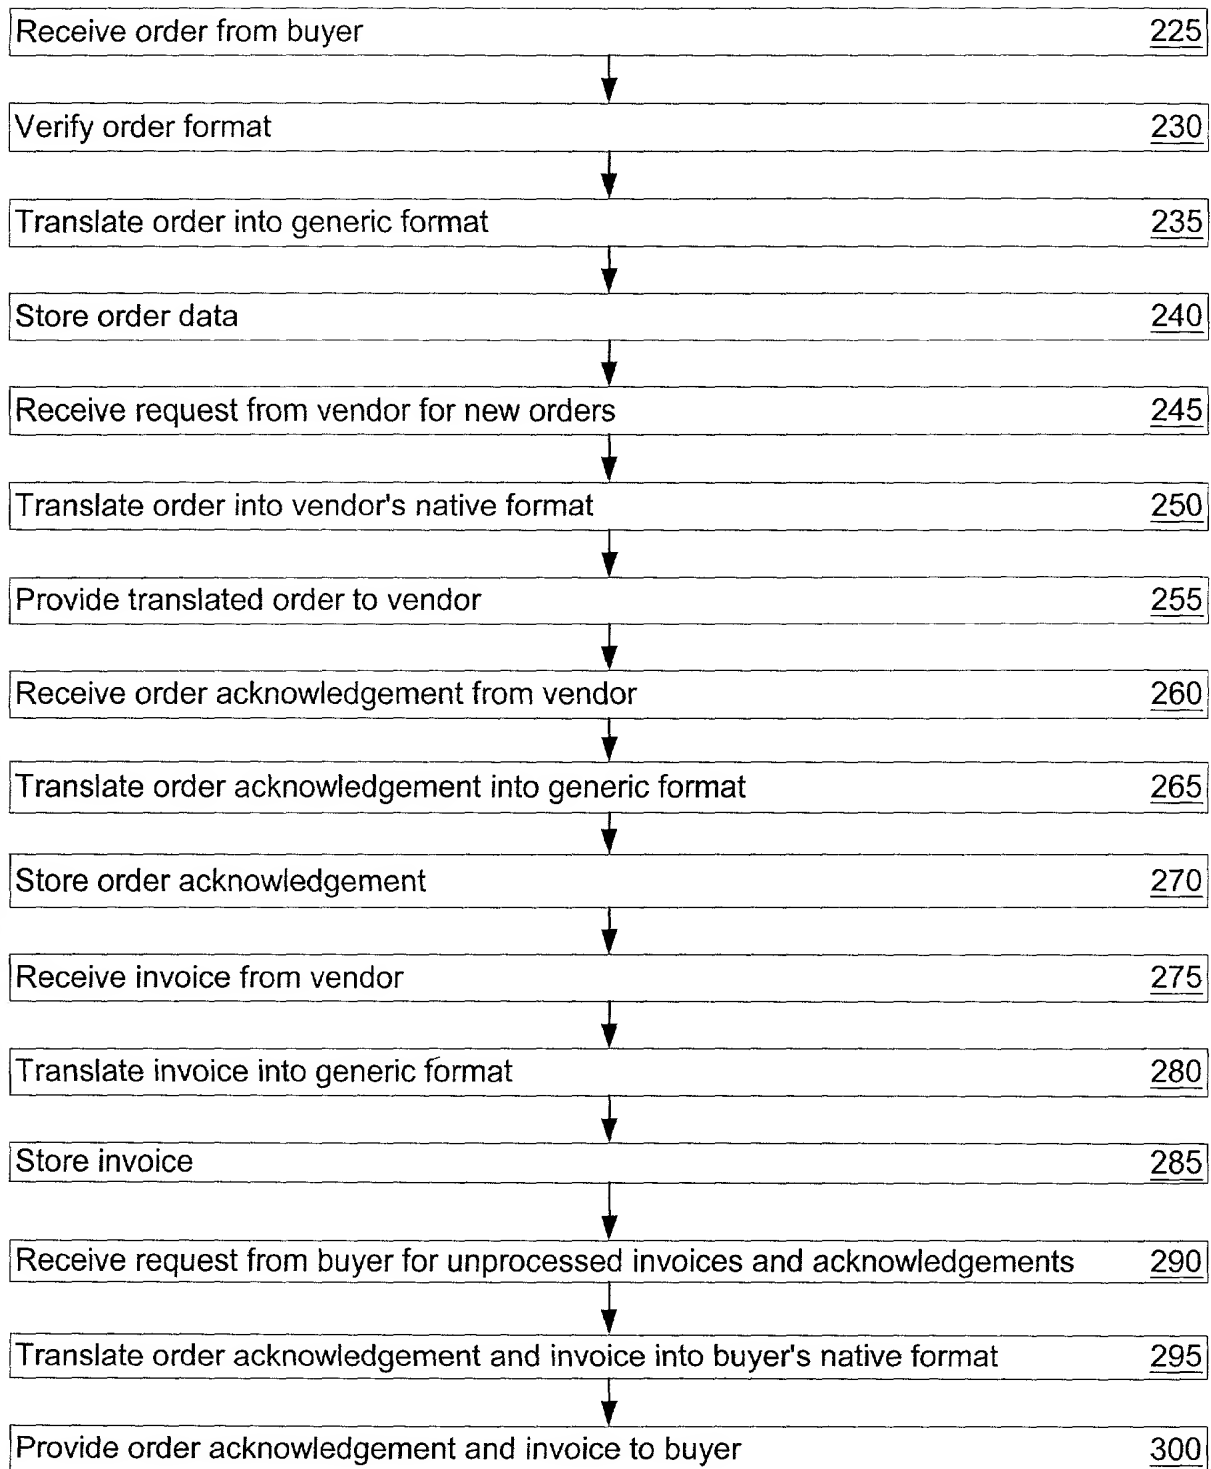 Receive order from buyer 225
Verify order format 230
Translate order into generic format 235
Store order data 240
Receive request from vendor for new orders 245
Translate order into vendor's native format 250
Provide translated order to vendor 255
Receive order acknowledgement from vendor 260
Translate order acknowledgement into generic format 265
Store order acknowledgement 270
Receive invoice from vendor 275
Translate invoice into generic format 280
Store invoice 285
Receive request from buyer for unprocessed invoices and acknowledgements 290
Translate order acknowledgement and invoice into buyer's native format 295
Provide order acknowledgement and invoice to buyer 300